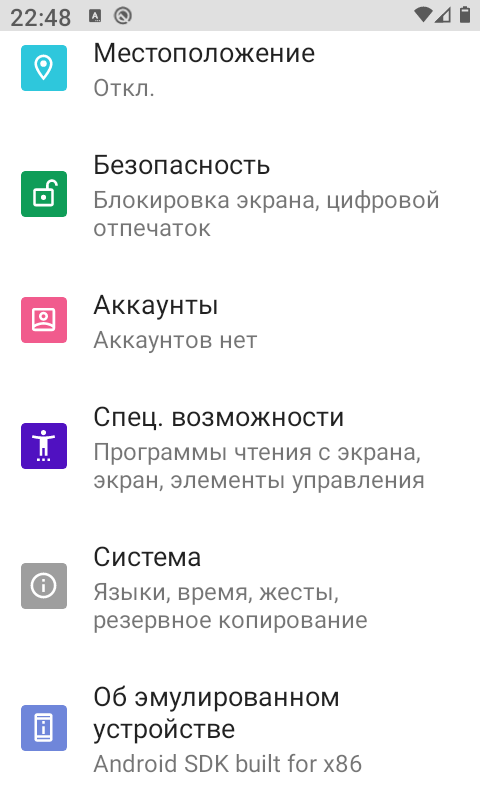 22:48
Местоположение
Откл.
Безопасность
Блокировка экрана, цифровой
отпечаток
Аккаунты
Аккаунтов нет
Спец. возможности
Программы чтения с экрана,
экран, элементы управления
Система
Языки, время, жесты,
резервное копирование
Об эмулированном
устройстве
Android SDK built for x86